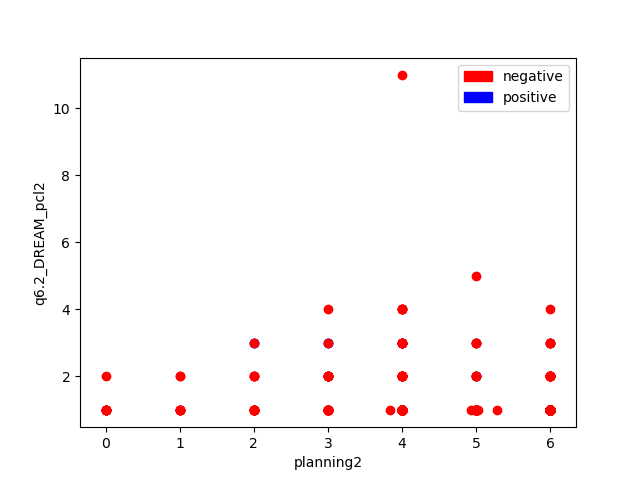 negative
positive
10
8
6
4
2
q6.2_DREAM_pcl2
0 1 2 3 4 5 6
planning2